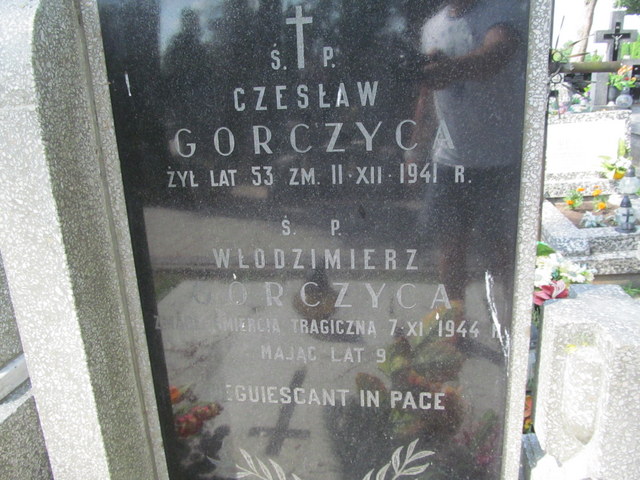 Ś. P.
CZESŁAW
GORCZYCA
ŻYŁ LAT 53 ZM. 11·XII·1941 R.
Ś. P.
WŁODZIMIERZ
GORCZYCA
ŚMIERCIĄ TRAGICZNĄ 7·XI·1944 R.
MAJĄC LAT 9
REQUIESCANT IN PACE